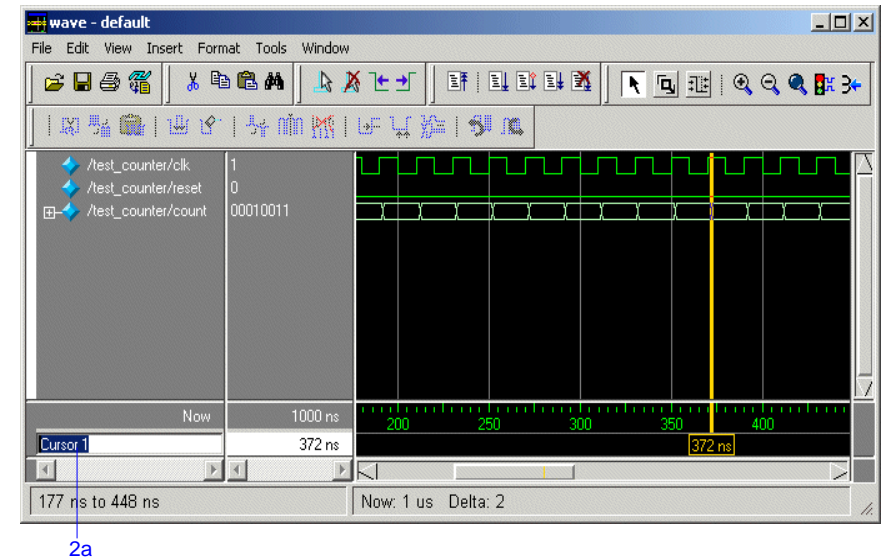 wave - default
File Edit View Insert Format Tools Window
/test_counter/clk 1
/test_counter/reset 0
/test_counter/count 00010011
Now 1000 ns 200 250 300 350 400
Cursor 1 372 ns 372 ns
177 ns to 448 ns Now: 1 us Delta: 2
2a